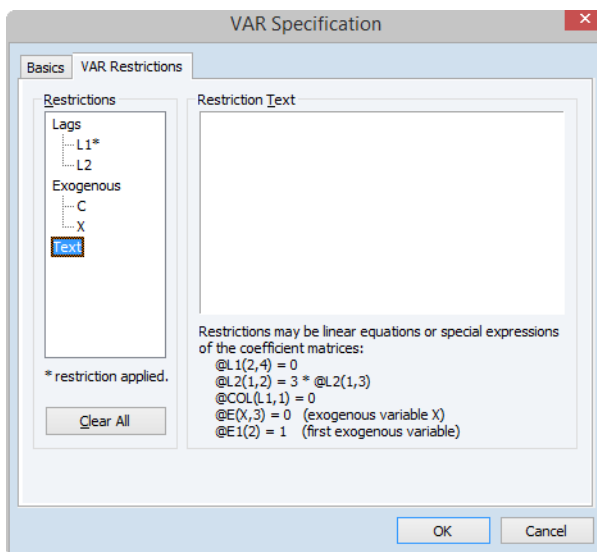 VAR Specification
Basics
VAR Restrictions
Restrictions
Lags
L1*
L2
Exogenous
C
X
Text
* restriction applied.
Clear All
Restriction Text
Restrictions may be linear equations or special expressions
of the coefficient matrices:
@L1(2,4) = 0
@L2(1,2) = 3 * @L2(1,3)
@COL(L1,1) = 0
@E(X,3) = 0 (exogenous variable X)
@E1(2) = 1 (first exogenous variable)
OK
Cancel